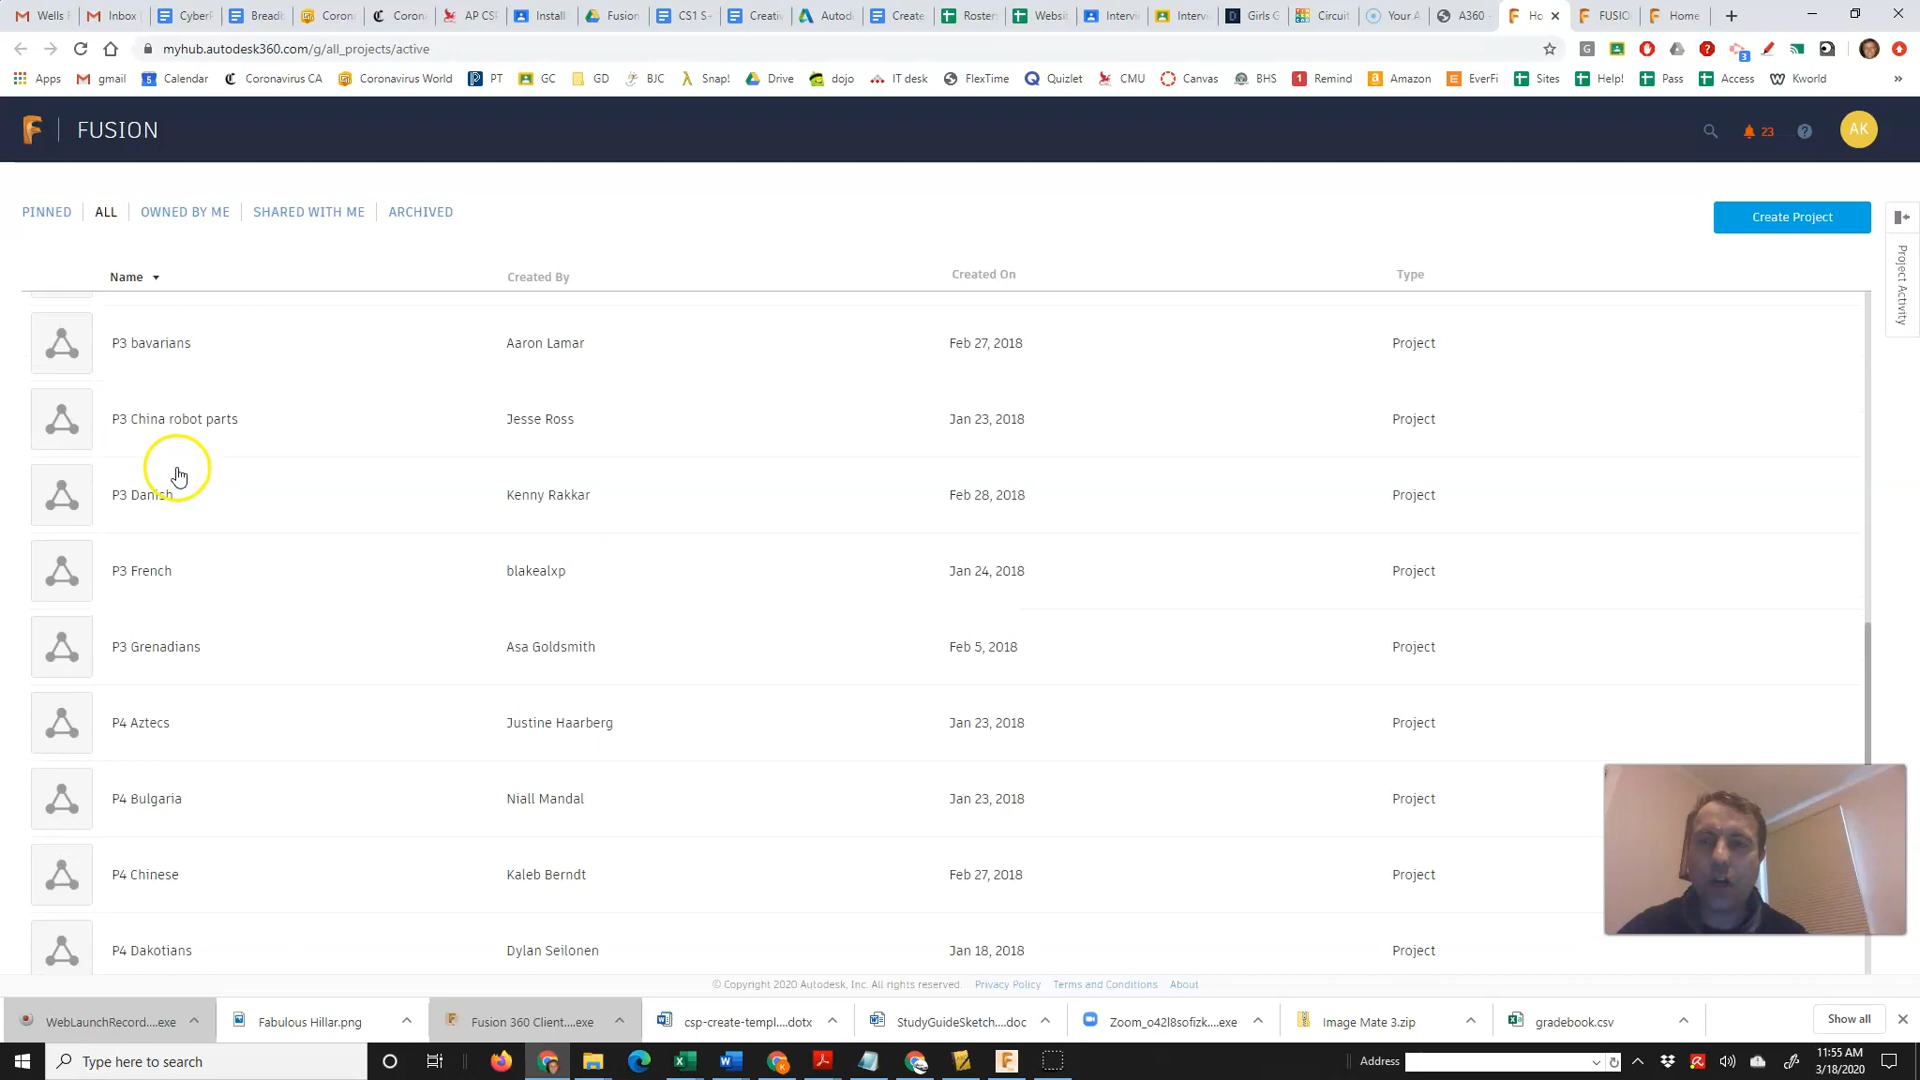 Wells F
Inbox
CyberP
Breadb
Coron
Coron
AP CSP
Install
Fusion
CS1 S
Creativ
Autod
Create
Roster
Websit
Intervi
Interv
Girls G
Circuit
Your A
A360
Ho
FUSIO
Home
myhub.autodesk360.com/g/all_projects/active
Apps gmail Calendar Coronavirus CA Coronavirus World PT GC GD BJC Snap! Drive dojo IT desk FlexTime Quizlet CMU Canvas BHS Remind Amazon EverFi Sites Help! Pass Access Kworld »
F FUSION 23 AK
PINNED ALL OWNED BY ME SHARED WITH ME ARCHIVED Create Project
Project Activity
Name Created By Created On Type
P3 bavarians Aaron Lamar Feb 27, 2018 Project
P3 China robot parts Jesse Ross Jan 23, 2018 Project
P3 Danish Kenny Rakkar Feb 28, 2018 Project
P3 French blakealxp Jan 24, 2018 Project
P3 Grenadians Asa Goldsmith Feb 5, 2018 Project
P4 Aztecs Justine Haarberg Jan 23, 2018 Project
P4 Bulgaria Niall Mandal Jan 23, 2018 Project
P4 Chinese Kaleb Berndt Feb 27, 2018 Project
P4 Dakotians Dylan Seilonen Jan 18, 2018 Project
© Copyright 2020 Autodesk, Inc. All rights reserved. Privacy Policy Terms and Conditions About
WebLaunchRecord....exe Fabulous Hillar.png Fusion 360 Client....exe csp-create-templ....dotx StudyGuideSketch....doc Zoom_o42l8sofizk....exe Image Mate 3.zip gradebook.csv Show all
Type here to search Address 11:55 AM
3/18/2020